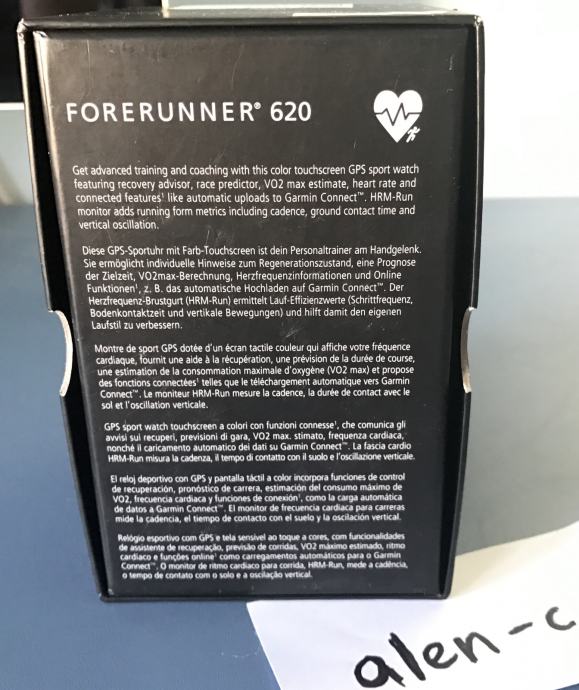 FORERUNNER® 620
Get advanced training and coaching with this color touchscreen GPS sport watch
featuring recovery advisor, race predictor, VO2 max estimate, heart rate and
connected features¹ like automatic uploads to Garmin Connect™. HRM-Run
monitor adds running form metrics including cadence, ground contact time and
vertical oscillation.
Diese GPS-Sportuhr mit Farb-Touchscreen ist dein Personaltrainer am Handgelenk.
Sie ermöglicht individuelle Hinweise zum Regenerationszustand, eine Prognose
der Zielzeit, VO2max-Berechnung, Herzfrequenzinformationen und Online
Funktionen¹, z. B. das automatische Hochladen auf Garmin Connect™. Der
Herzfrequenz-Brustgurt (HRM-Run) ermittelt Lauf-Effizienzwerte (Schrittfrequenz,
Bodenkontaktzeit und vertikale Bewegungen) und hilft damit den eigenen
Laufstil zu verbessern.
Montre de sport GPS dotée d'un écran tactile couleur qui affiche votre fréquence
cardiaque, fournit une aide à la récupération, une prévision de la durée de course,
une estimation de la consommation maximale d'oxygène (VO2 max) et propose
des fonctions connectées¹ telles que le téléchargement automatique vers Garmin
Connect™. Le moniteur HRM-Run mesure la cadence, la durée de contact avec le
sol et l'oscillation verticale.
GPS sport watch touchscreen a colori con funzioni connesse¹, che comunica gli
avvisi sui recuperi, previsioni di gara, VO2 max. stimato, frequenza cardiaca,
nonché il caricamento automatico dei dati su Garmin Connect™. La fascia cardio
HRM-Run misura la cadenza, il tempo di contatto con il suolo e l'oscillazione verticale.
El reloj deportivo con GPS y pantalla táctil a color incorpora funciones de control
de recuperación, pronóstico de carrera, estimación del consumo máximo de
VO2, frecuencia cardiaca y funciones de conexión¹, como la carga automática
de datos a Garmin Connect™. El monitor de frecuencia cardiaca para carreras
mide la cadencia, el tiempo de contacto con el suelo y la oscilación vertical.
Relógio esportivo com GPS e tela sensível ao toque a cores, com funcionalidades
de assistente de recuperação, previsão de corridas, VO2 máximo estimado, ritmo
cardíaco e funções online¹ como carregamentos automáticos para o Garmin
Connect™. O monitor de ritmo cardíaco para corrida, HRM-Run, mede a cadência,
o tempo de contato com o solo e a oscilação vertical.
alen-c